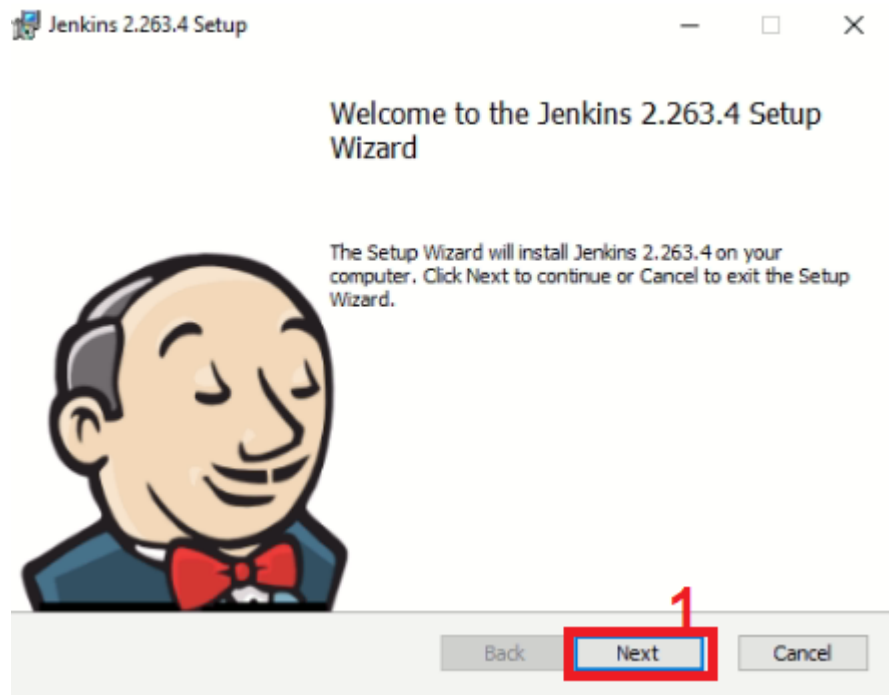 Jenkins 2.263.4 Setup
Welcome to the Jenkins 2.263.4 Setup
Wizard
The Setup Wizard will install Jenkins 2.263.4 on your
computer. Click Next to continue or Cancel to exit the Setup
Wizard.
1
Back Next Cancel